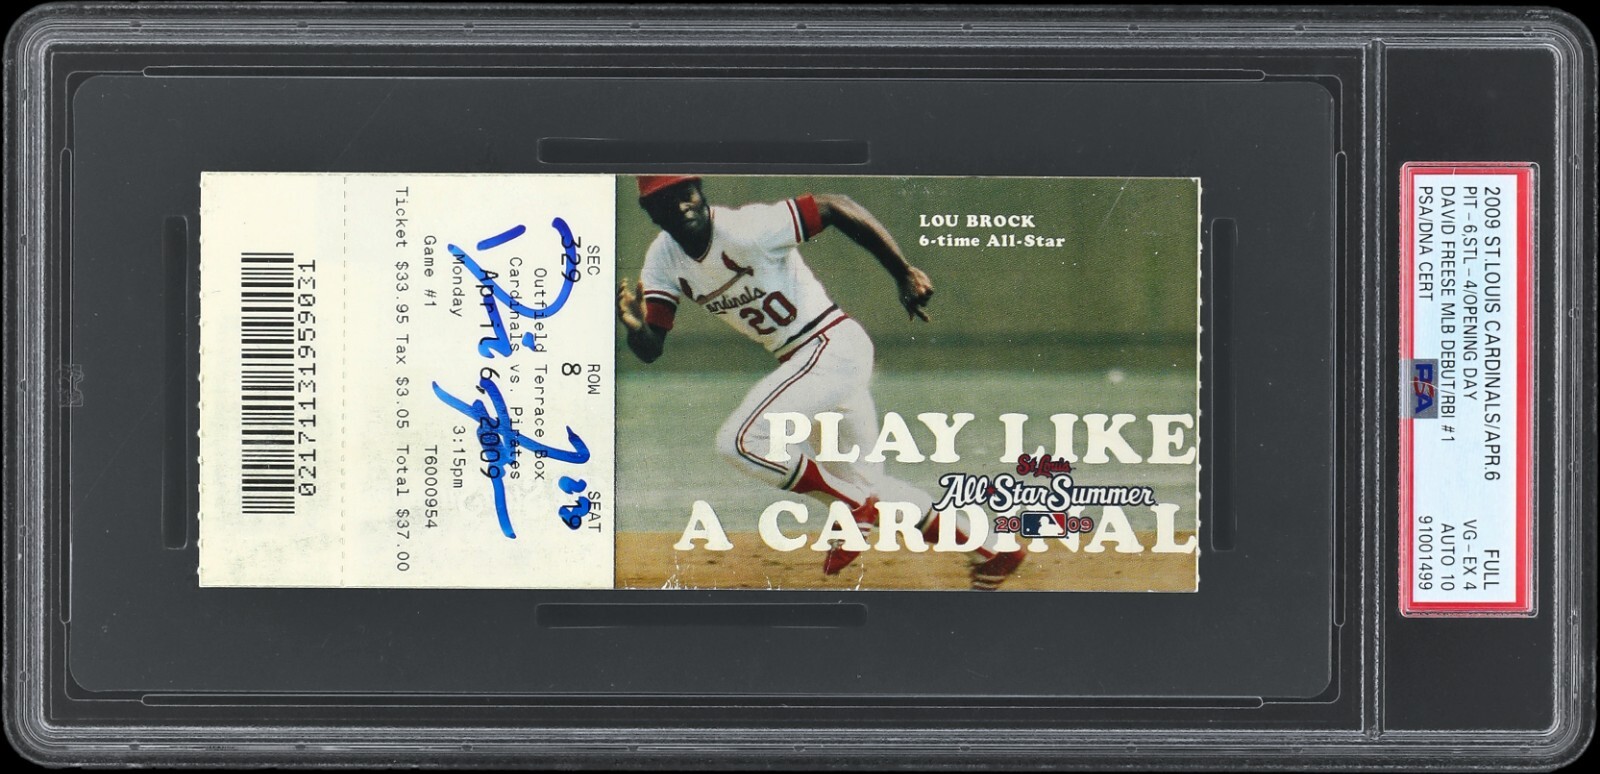 SEC ROW SEAT
329 8 19
Outfield Terrace Box
Cardinals vs. Pirates
April 6, 2009
Monday 3:15pm
Game #1 T6000954
Ticket $33.95 Tax $3.05 Total $37.00
LOU BROCK
6-time All-Star
Cardinals
20
PLAY LIKE
A CARDINAL
St. Louis
All Star Summer
2009
2009 ST.LOUIS CARDINALS/APR.6 FULL
PIT-6,STL-4/OPENING DAY VG-EX 4
DAVID FREESE MLB DEBUT/RBI #1 AUTO 10
PSA/DNA CERT 91001499
PSA